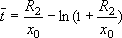 t̄ = R₂/x₀ − ln (1 + R₂/x₀)